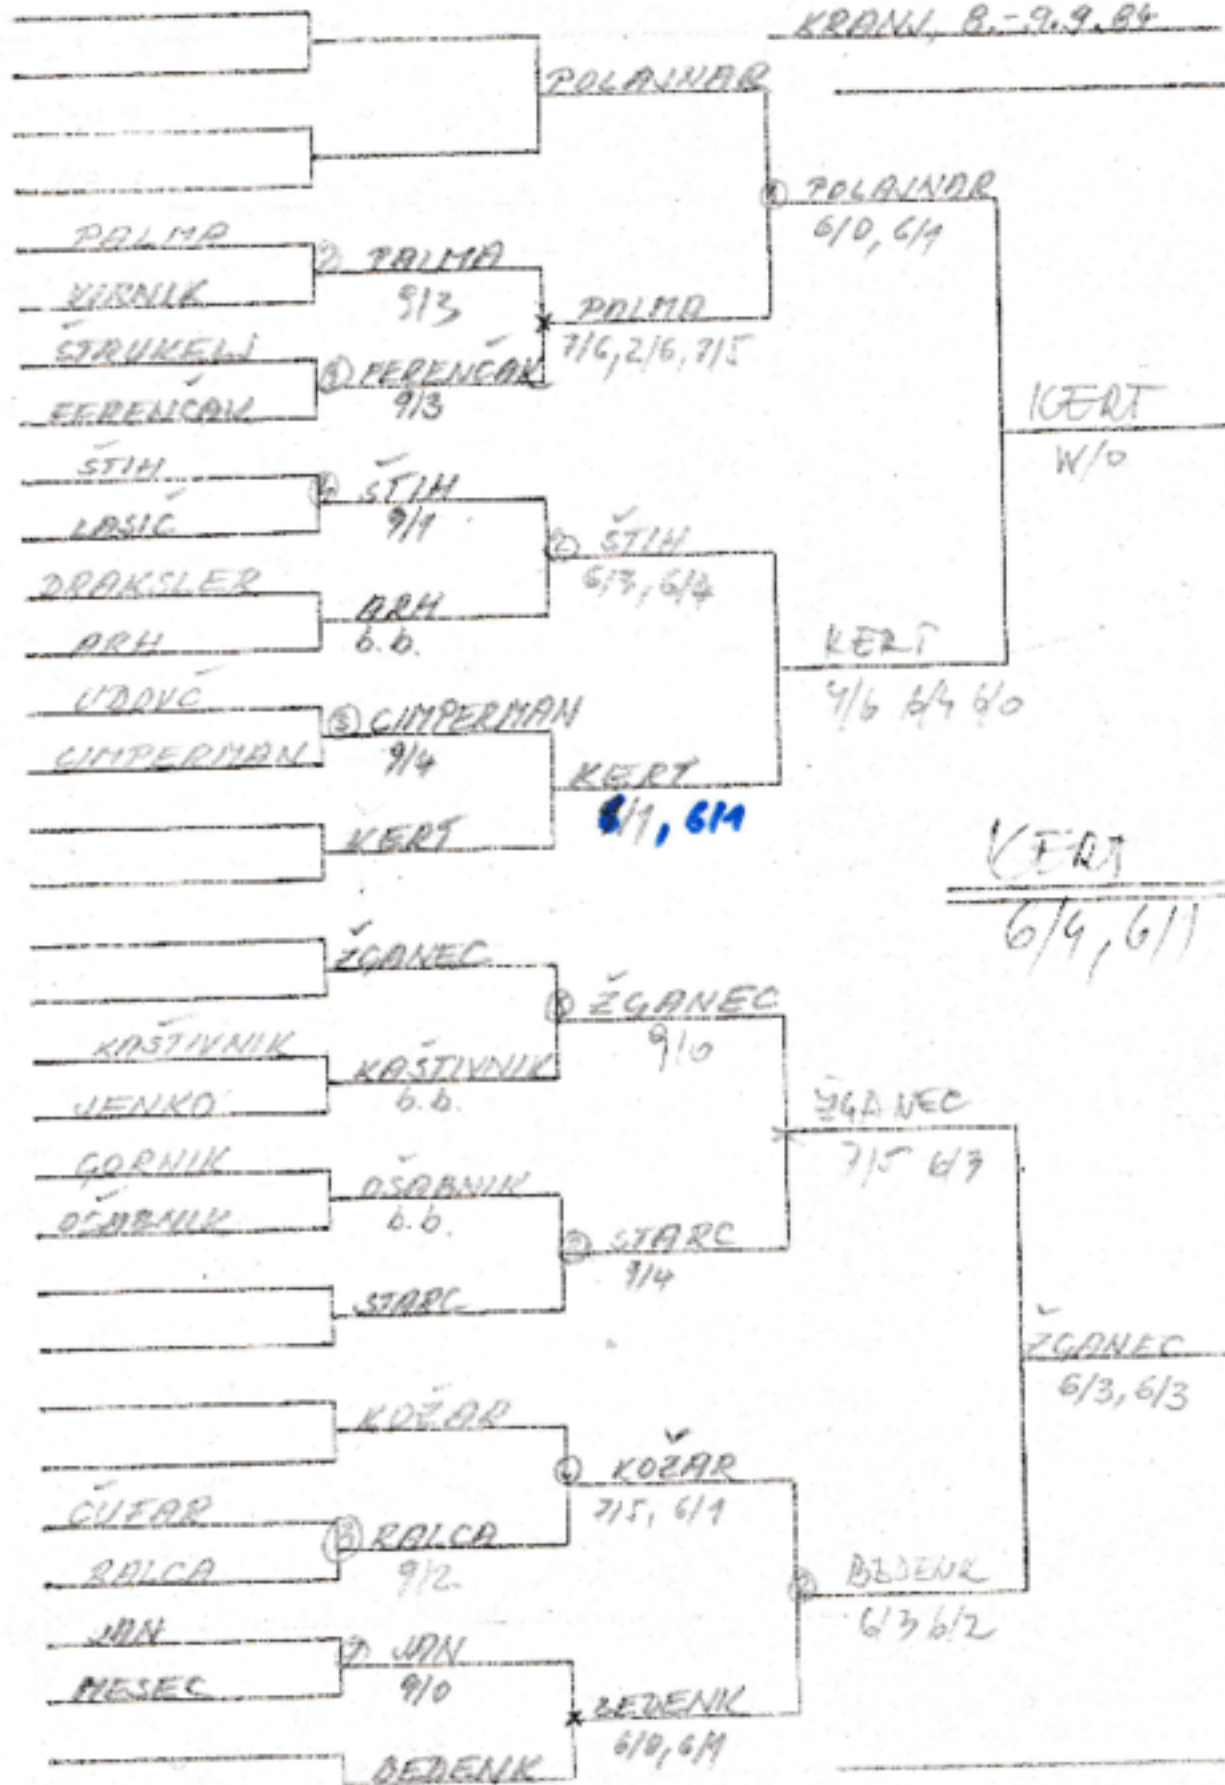 KRANJ, 8.-9.9.84
POLAJNAR
POLAJNAR
6/0, 6/1
PALMA
VIRNIK
PALMA
9/3
ŠTRUKELJ
FERENČAK
FERENČAK
9/3
PALMA
7/6, 2/6, 7/5
KERT
W/O
ŠTIH
LASIČ
ŠTIH
9/1
DRAKSLER
ARH
ARH
b.b.
ŠTIH
6/3, 6/4
KERT
4/6 6/4 6/0
UDOVČ
CIMPERMAN
CIMPERMAN
9/4
KERT
KERT
6/1, 6/1
KERT
6/4, 6/1
ŽGANEC
KAŠTIVNIK
JENKO
KAŠTIVNIK
b.b.
ŽGANEC
9/0
ŽGANEC
7/5 6/3
GORNIK
OŠABNIK
OŠABNIK
b.b.
STARC
STARC
9/4
ŽGANEC
6/3, 6/3
KOŽAR
ČUFAR
RALCA
RALCA
9/2
KOŽAR
7/5, 6/1
BEDENK
6/3 6/2
JAN
MESEC
JAN
9/0
BEDENK
BEDENK
6/0, 6/1